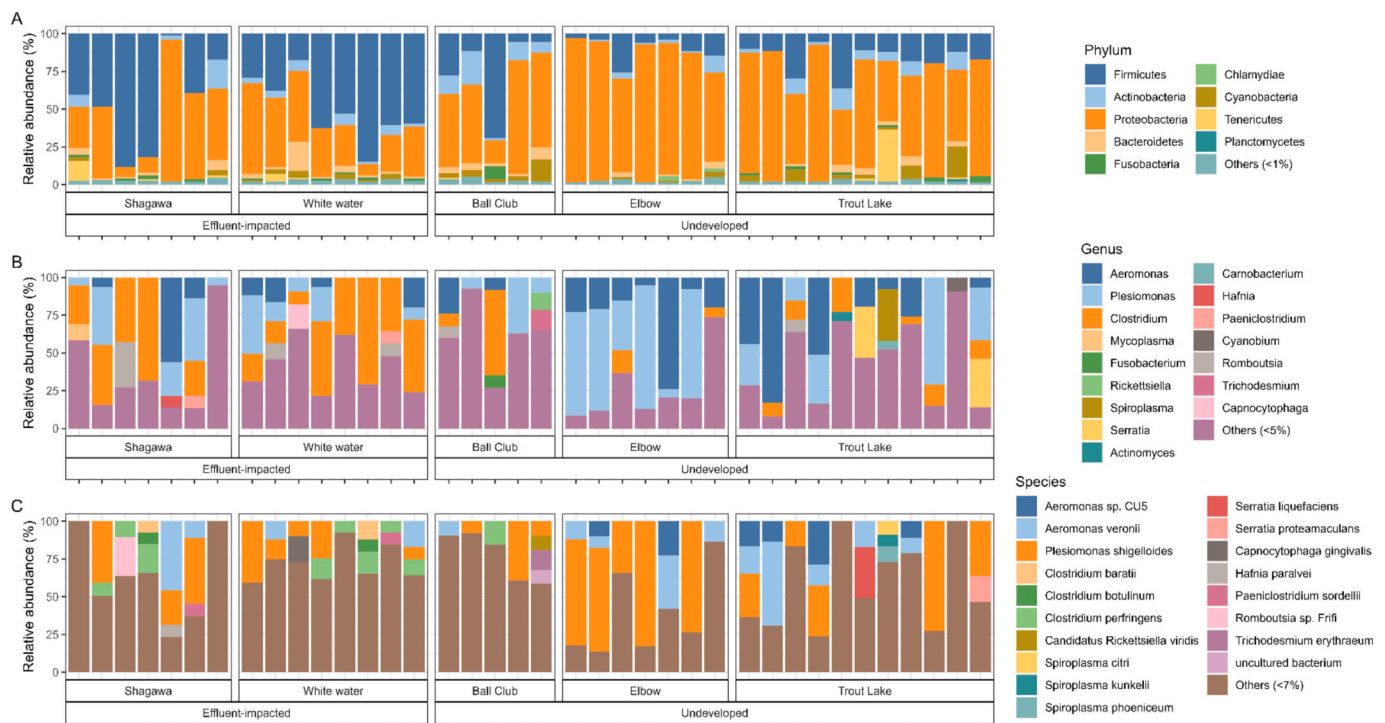 A
Relative abundance (%)
100
75
50
25
0
Shagawa
White water
Ball Club
Elbow
Trout Lake
Effluent-impacted
Undeveloped
Phylum
Firmicutes
Actinobacteria
Proteobacteria
Bacteroidetes
Fusobacteria
Chlamydiae
Cyanobacteria
Tenericutes
Planctomycetes
Others (<1%)
B
Relative abundance (%)
100
75
50
25
0
Shagawa
White water
Ball Club
Elbow
Trout Lake
Effluent-impacted
Undeveloped
Genus
Aeromonas
Plesiomonas
Clostridium
Mycoplasma
Fusobacterium
Rickettsiella
Spiroplasma
Serratia
Actinomyces
Carnobacterium
Hafnia
Paeniclostridium
Cyanobium
Romboutsia
Trichodesmium
Capnocytophaga
Others (<5%)
C
Relative abundance (%)
100
75
50
25
0
Shagawa
White water
Ball Club
Elbow
Trout Lake
Effluent-impacted
Undeveloped
Species
Aeromonas sp. CU5
Aeromonas veronii
Plesiomonas shigelloides
Clostridium baratii
Clostridium botulinum
Clostridium perfringens
Candidatus Rickettsiella viridis
Spiroplasma citri
Spiroplasma kunkelii
Spiroplasma phoeniceum
Serratia liquefaciens
Serratia proteamaculans
Capnocytophaga gingivalis
Hafnia paralvei
Paeniclostridium sordellii
Romboutsia sp. Frifi
Trichodesmium erythraeum
uncultured bacterium
Others (<7%)